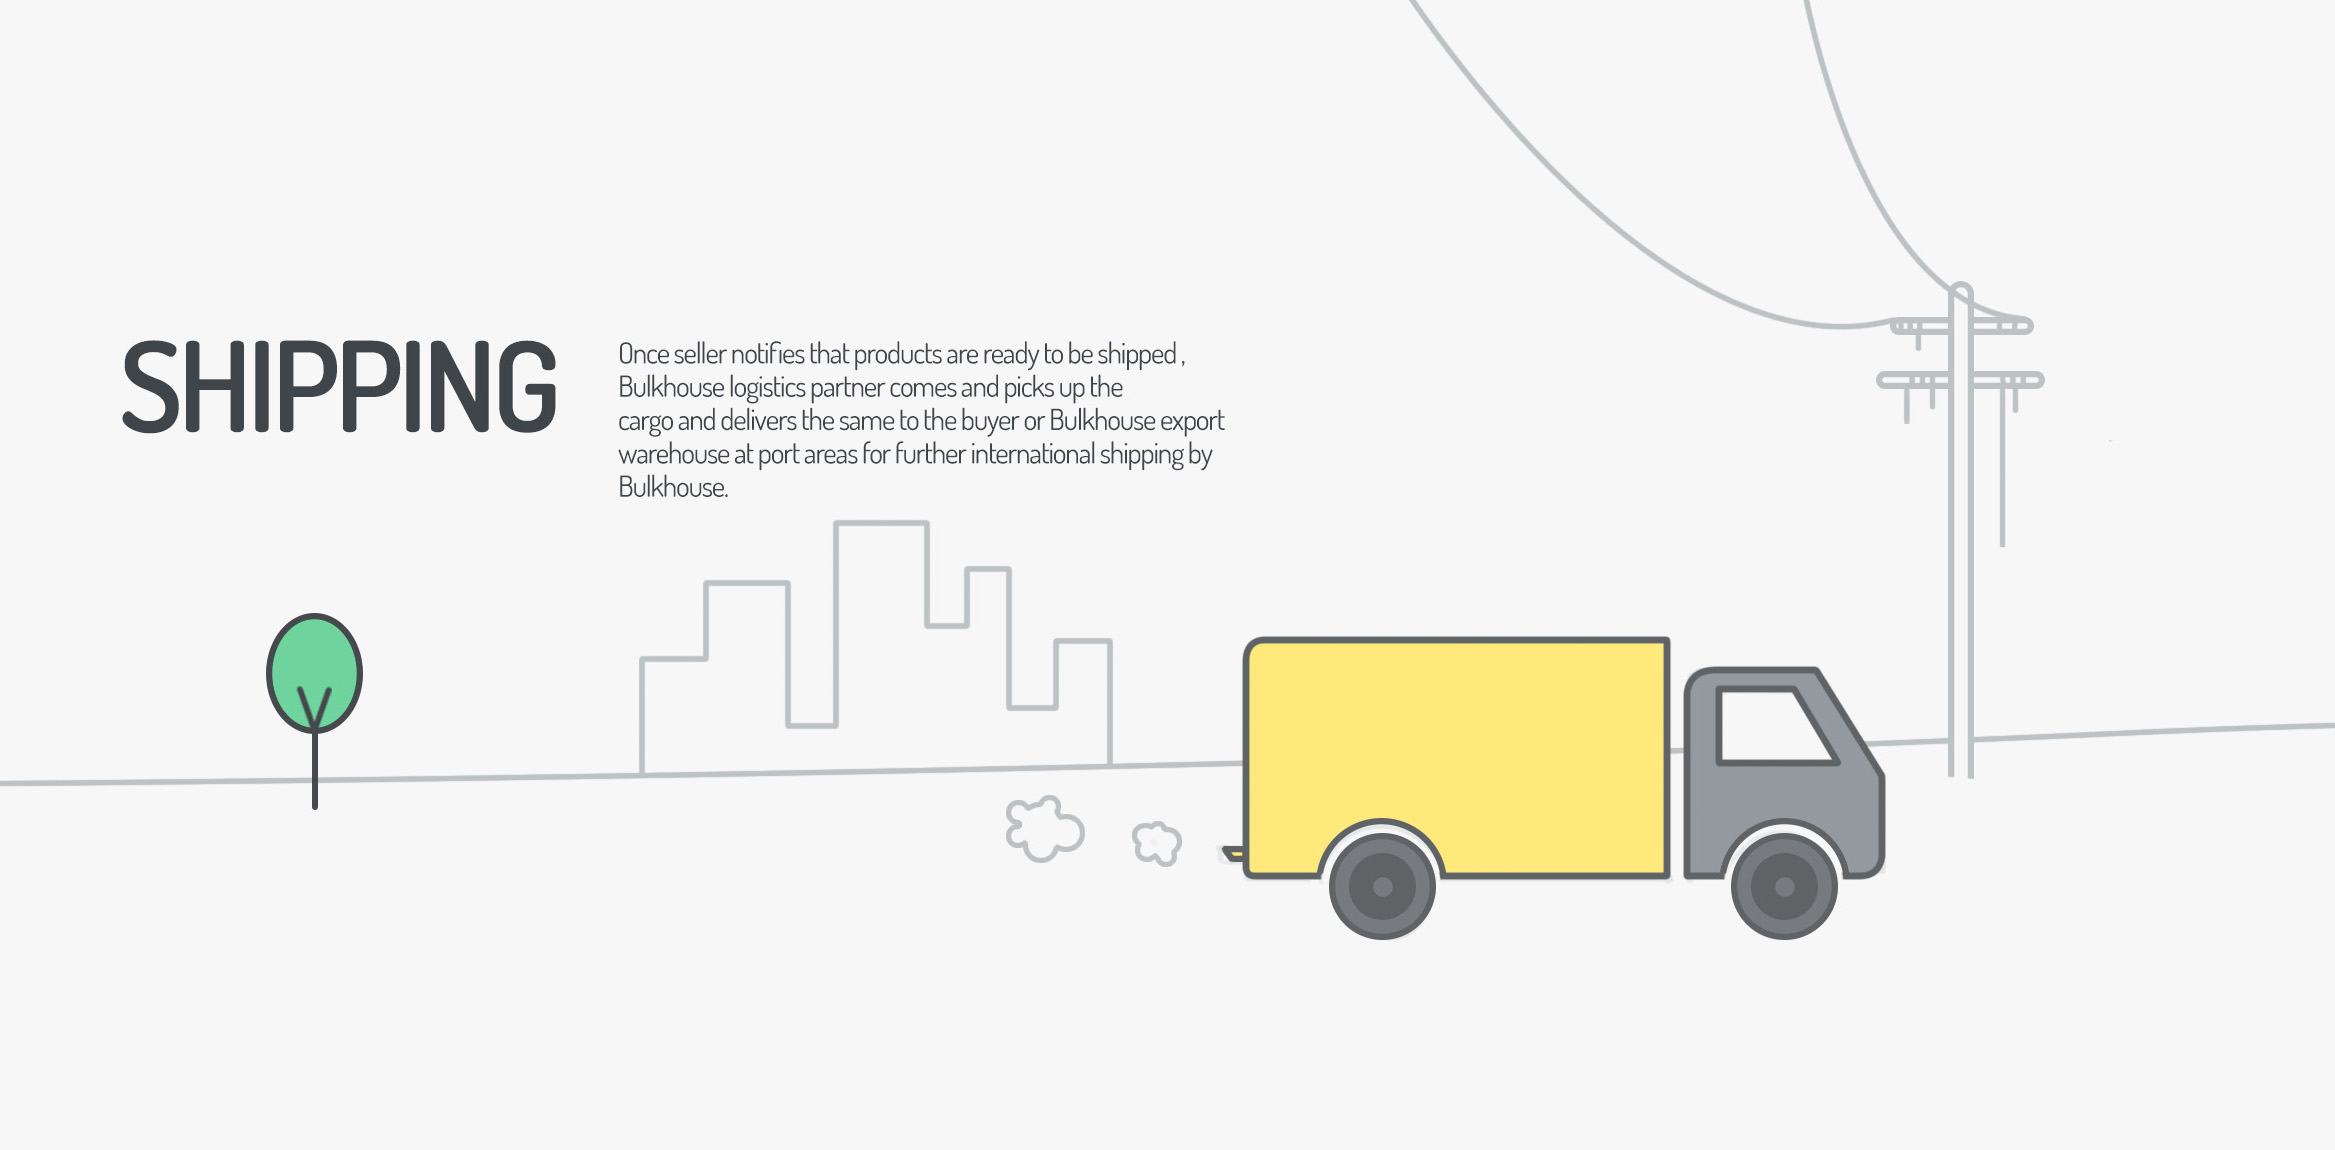 SHIPPING
Once seller notifies that products are ready to be shipped ,
Bulkhouse logistics partner comes and picks up the
cargo and delivers the same to the buyer or Bulkhouse export
warehouse at port areas for further international shipping by
Bulkhouse.